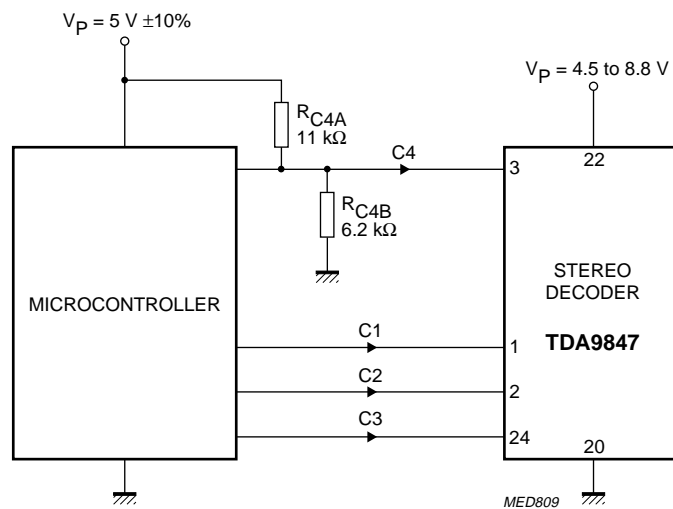 VP = 5 V ±10%
VP = 4.5 to 8.8 V
RC4A
11 kΩ
C4
3
22
RC4B
6.2 kΩ
STEREO
DECODER
MICROCONTROLLER
TDA9847
C1
1
C2
2
C3
24
20
MED809